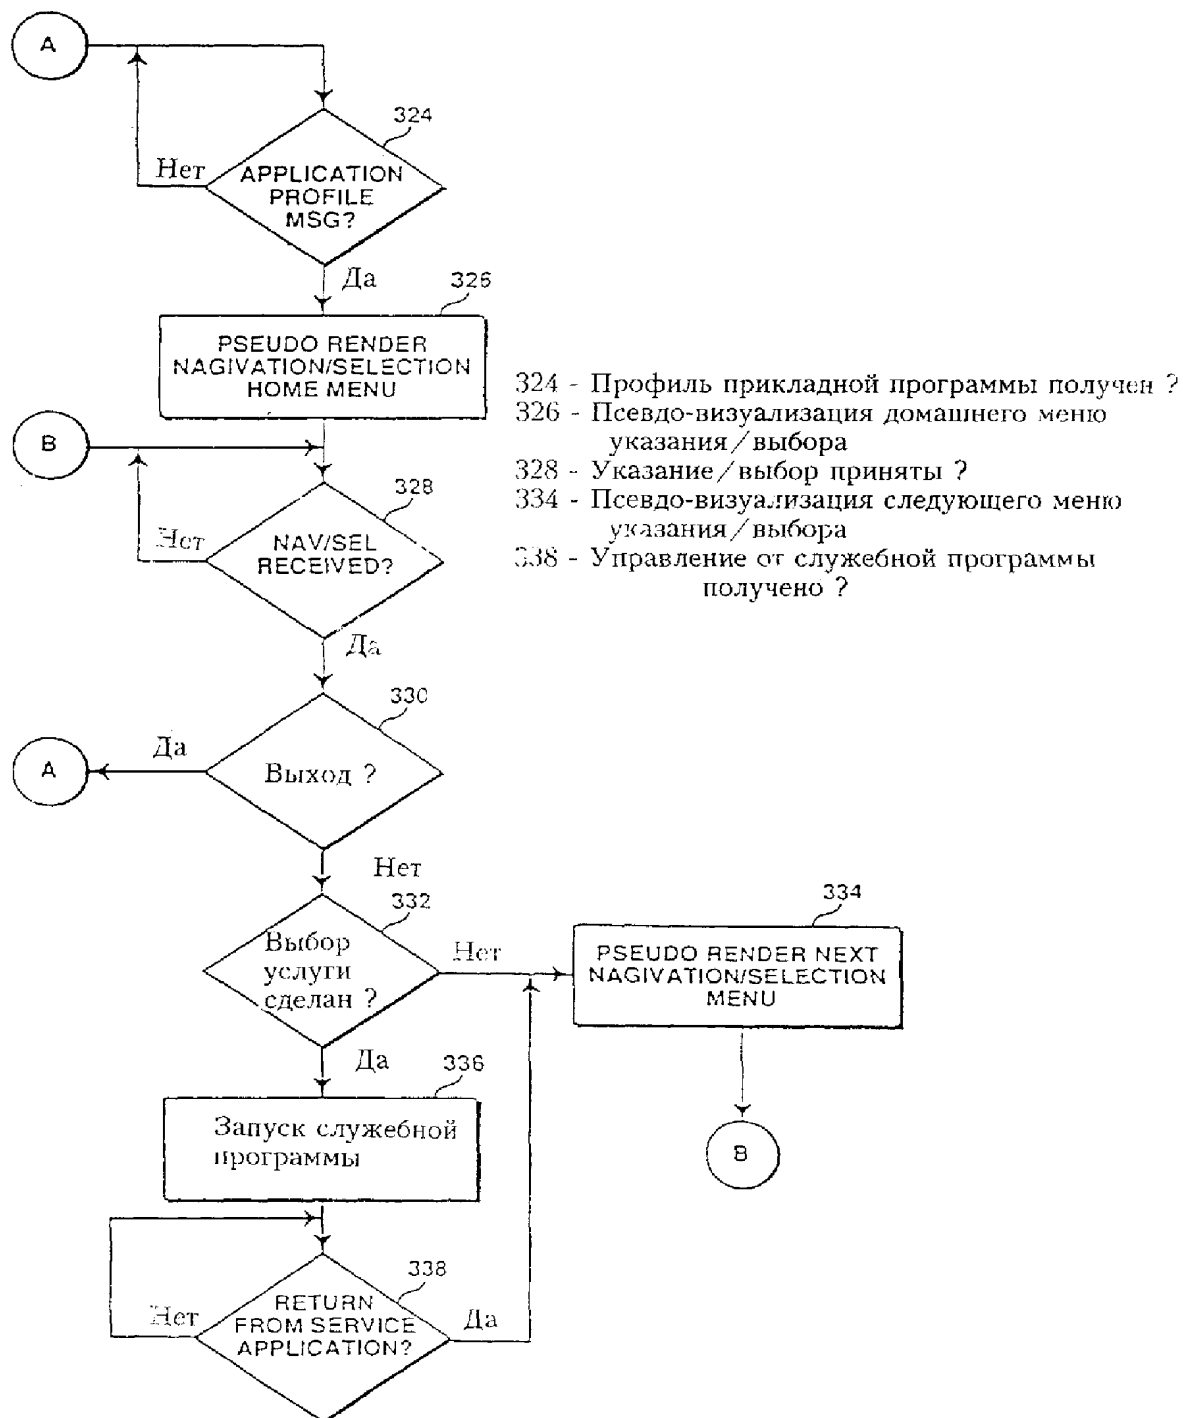 A
324
Нет
APPLICATION
PROFILE
MSG?
Да
326
PSEUDO RENDER
NAGIVATION/SELECTION
HOME MENU
324 - Профиль прикладной программы получен ?
326 - Псевдо-визуализация домашнего меню
указания/выбора
328 - Указание/выбор приняты ?
334 - Псевдо-визуализация следующего меню
указания/выбора
338 - Управление от служебной программы
получено ?
B
328
Нет
NAV/SEL
RECEIVED?
Да
330
A
Да
Выход ?
Нет
332
Выбор
услуги
сделан ?
Нет
334
PSEUDO RENDER NEXT
NAGIVATION/SELECTION
MENU
Да
336
Запуск служебной
программы
B
338
Нет
RETURN
FROM SERVICE
APPLICATION?
Да